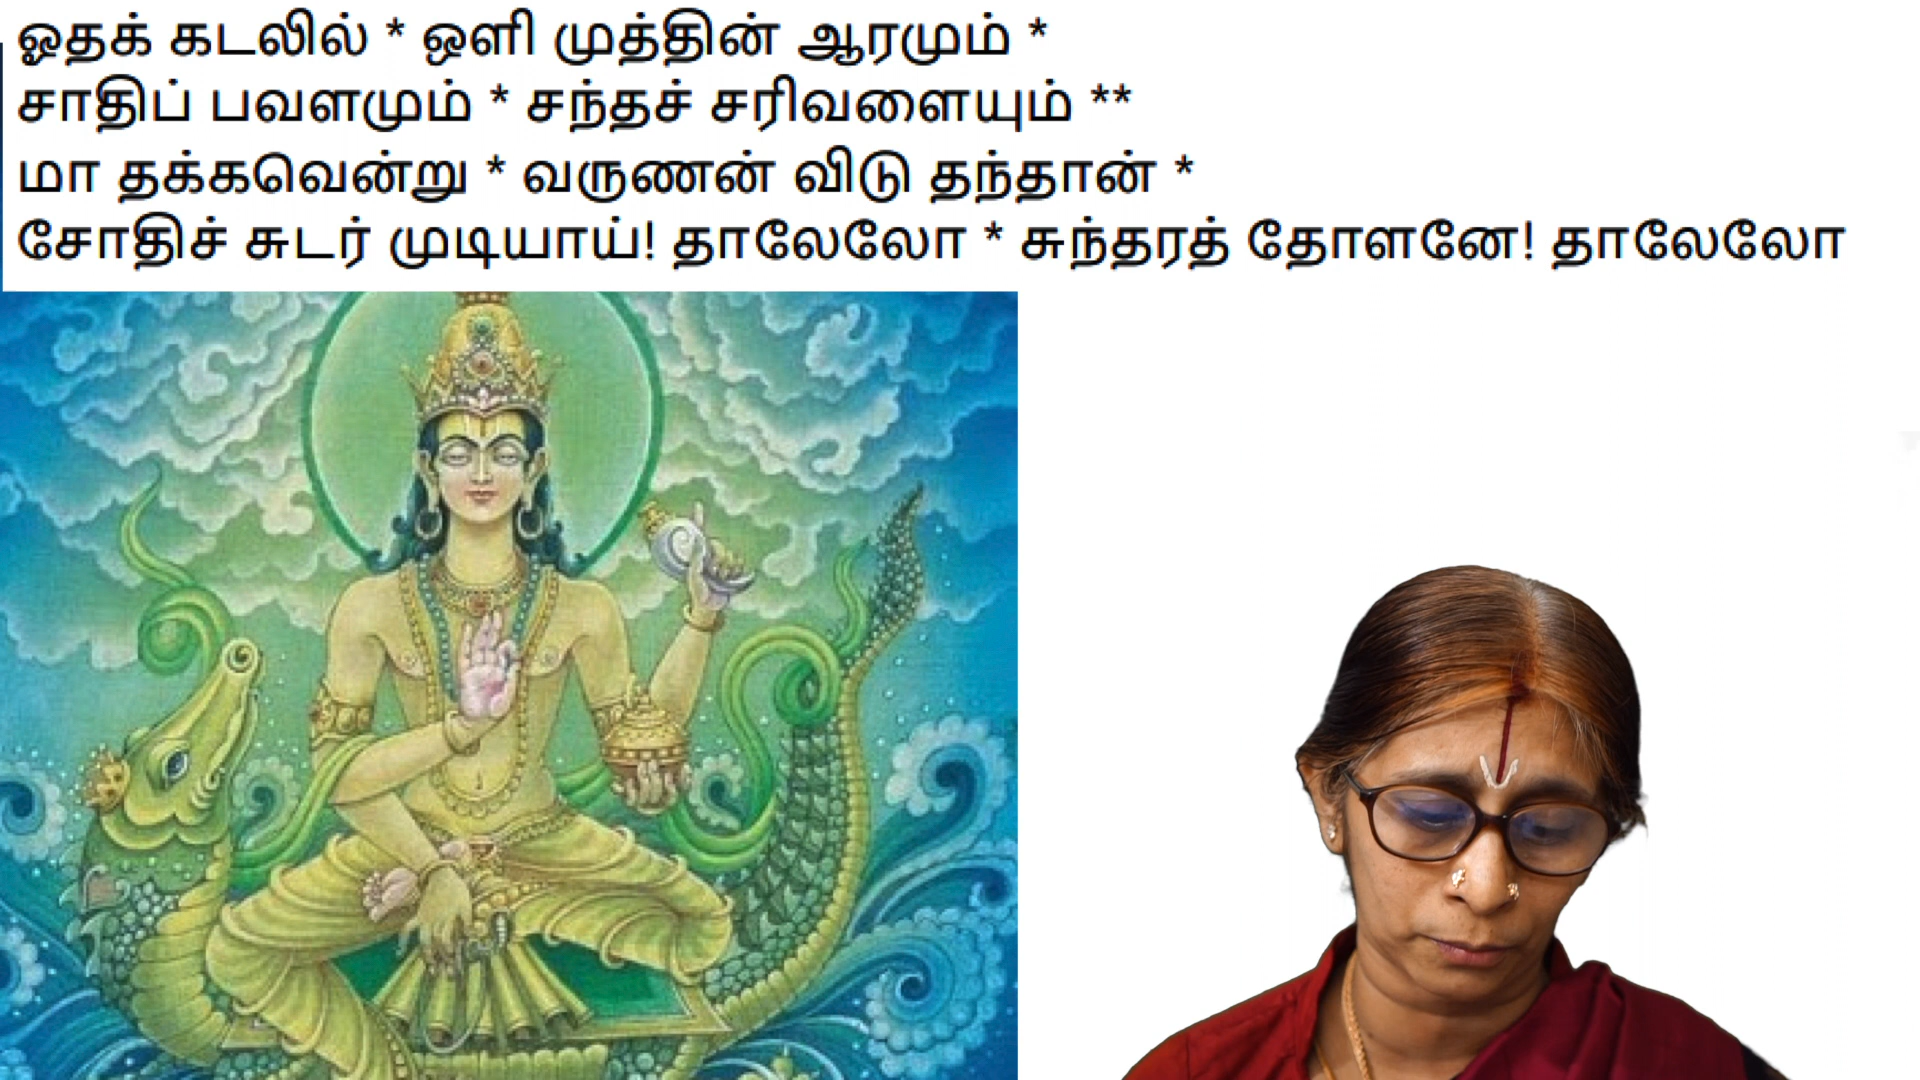 ஓதக் கடலில் * ஒளி முத்தின் ஆரமும் *
சாதிப் பவளமும் * சந்தச் சரிவளையும் **
மா தக்கவென்று * வருணன் விடு தந்தான் *
சோதிச் சுடர் முடியாய்! தாலேலோ * சுந்தரத் தோளனே! தாலேலோ